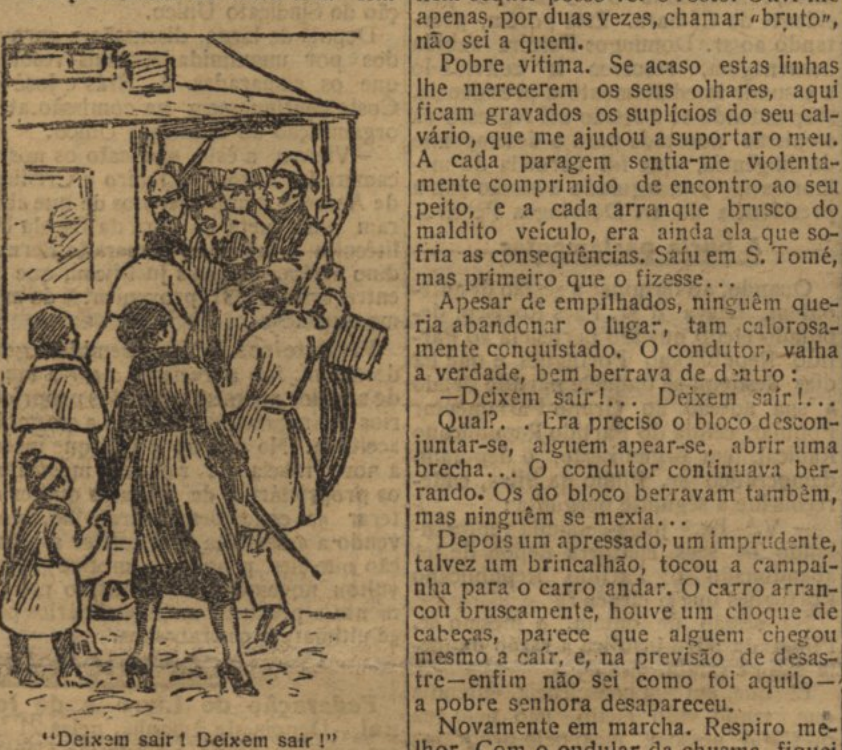 "Deixem sair! Deixem sair!"
apenas, por duas vezes, chamar «bruto»,
não sei a quem.
Pobre vitima. Se acaso estas linhas
lhe merecerem os seus olhares, aqui
ficam gravados os suplícios do seu cal-
vário, que me ajudou a suportar o meu.
A cada paragem sentia-me violenta-
mente comprimido de encontro ao seu
peito, e a cada arranque brusco do
maldito veículo, era ainda ela que so-
fria as conseqùências. Saíu em S. Tomé,
mas primeiro que o fizesse...
Apesar de empilhados, ninguêm que-
ria abandonar o lugar, tam calorosa-
mente conquistado. O condutor, valha
a verdade, bem berrava de dentro:
—Deixem saír!... Deixem saír!...
Qual?. . Era preciso o bloco descon-
juntar-se, alguem apear-se, abrir uma
brecha... O condutor continuava ber-
rando. Os do bloco berravam tambêm,
mas ninguêm se mexia...
Depois um apressado, um imprudente,
talvez um brincalhão, tocou a campaí-
nha para o carro andar. O carro arran-
coù bruscamente, houve um choque de
cabeças, parece que alguem chegou
mesmo a caír, e, na previsão de desas-
tre—enfim não sei como foi aquilo—
a pobre senhora desapareceu.
Novamente em marcha. Respiro me-